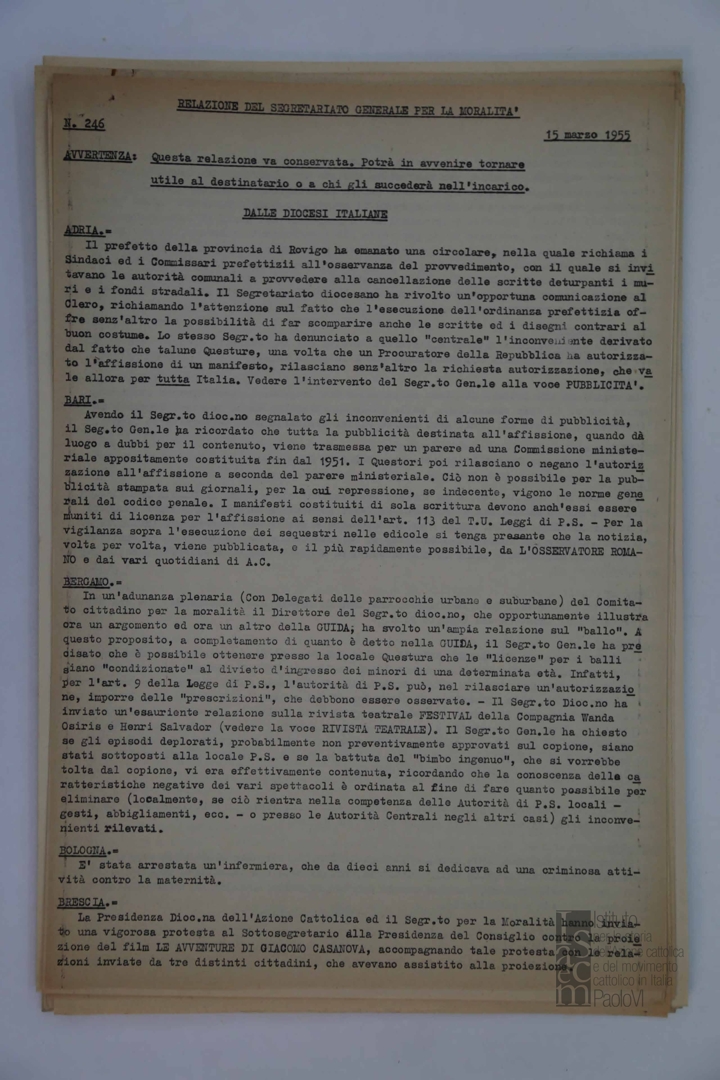 RELAZIONE DEL SEGRETARIATO GENERALE PER LA MORALITA'
N. 246
15 marzo 1955
AVVERTENZA: Questa relazione va conservata. Potrà in avvenire tornare
utile al destinatario o a chi gli succederà nell'incarico.
DALLE DIOCESI ITALIANE
ADRIA.=
Il prefetto della provincia di Rovigo ha emanato una circolare, nella quale richiama i
Sindaci ed i Commissari prefettizii all'osservanza del provvedimento, con il quale si invi
tavano le autorità comunali a provvedere alla cancellazione delle scritte deturpanti i mu-
ri e i fondi stradali. Il Segretariato diocesano ha rivolto un'opportuna comunicazione al
Clero, richiamando l'attenzione sul fatto che l'esecuzione dell'ordinanza prefettizia of-
fre senz'altro la possibilità di far scomparire anche le scritte ed i disegni contrari al
buon costume. Lo stesso Segr.to ha denunciato a quello "centrale" l'inconveniente derivato
dal fatto che talune Questure, una volta che un Procuratore della Repubblica ha autorizza-
to l'affissione di un manifesto, rilasciano senz'altro la richiesta autorizzazione, che va
le allora per tutta Italia. Vedere l'intervento del Segr.to Gen.le alla voce PUBBLICITA'.
BARI.=
Avendo il Segr.to dioc.no segnalato gli inconvenienti di alcune forme di pubblicità,
il Seg.to Gen.le ha ricordato che tutta la pubblicità destinata all'affissione, quando dà
luogo a dubbi per il contenuto, viene trasmessa per un parere ad una Commissione ministe-
riale appositamente costituita fin dal 1951. I Questori poi rilasciano o negano l'autoriz
zazione all'affissione a seconda del parere ministeriale. Ciò non è possibile per la pub-
blicità stampata sui giornali, per la cui repressione, se indecente, vigono le norme gene
rali del codice penale. I manifesti costituiti di sola scrittura devono anch'essi essere
muniti di licenza per l'affissione ai sensi dell'art. 113 del T.U. Leggi di P.S. - Per la
vigilanza sopra l'esecuzione dei sequestri nelle edicole si tenga presente che la notizia,
volta per volta, viene pubblicata, e il più rapidamente possibile, da L'OSSERVATORE ROMA-
NO e dai vari quotidiani di A.C.
BERGAMO.=
In un'adunanza plenaria (Con Delegati delle parrocchie urbane e suburbane) del Comita-
to cittadino per la moralità il Direttore del Segr.to dioc.no, che opportunamente illustra
ora un argomento ed ora un altro della GUIDA, ha svolto un'ampia relazione sul "ballo". A
questo proposito, a completamento di quanto è detto nella GUIDA, il Segr.to Gen.le ha pre
cisato che è possibile ottenere presso la locale Questura che le "licenze" per i balli
siano "condizionate" al divieto d'ingresso dei minori di una determinata età. Infatti,
per l'art. 9 della Legge di P.S., l'autorità di P.S. può, nel rilasciare un'autorizzazio
ne, imporre delle "prescrizioni", che debbono essere osservate. - Il Segr.to Dioc.no ha
inviato un'esauriente relazione sulla rivista teatrale FESTIVAL della Compagnia Wanda
Osiris e Henri Salvador (vedere la voce RIVISTA TEATRALE). Il Segr.to Gen.le ha chiesto
se gli episodi deplorati, probabilmente non preventivamente approvati sul copione, siano
stati sottoposti alla locale P.S. e se la battuta del "bimbo ingenuo", che si vorrebbe
tolta dal copione, vi era effettivamente contenuta, ricordando che la conoscenza delle ca
ratteristiche negative dei vari spettacoli è ordinata al fine di fare quanto possibile per
eliminare (localmente, se ciò rientra nella competenza delle Autorità di P.S. locali -
gesti, abbigliamenti, ecc. - o presso le Autorità Centrali negli altri casi) gli inconve-
nienti rilevati.
BOLOGNA.=
E' stata arrestata un'infermiera, che da dieci anni si dedicava ad una criminosa atti-
vità contro la maternità.
BRESCIA.=
La Presidenza Dioc.na dell'Azione Cattolica ed il Segr.to per la Moralità hanno invia-
to una vigorosa protesta al Sottosegretario alla Presidenza del Consiglio contro la proie
zione del film LE AVVENTURE DI GIACOMO CASANOVA, accompagnando tale protesta con le rela-
zioni inviate da tre distinti cittadini, che avevano assistito alla proiezione.
Istituto
cattolica
e del movimento
cattolico in Italia
PaoloVI